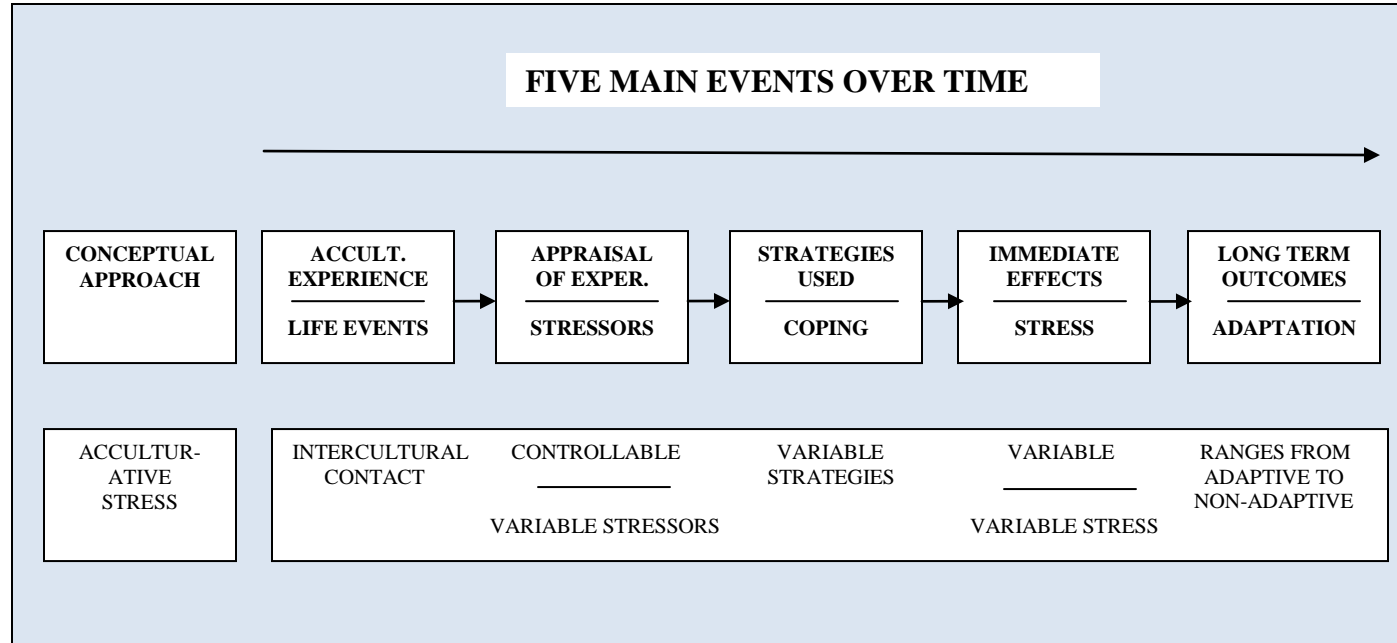 FIVE MAIN EVENTS OVER TIME
CONCEPTUAL
APPROACH
ACCULT.
EXPERIENCE
LIFE EVENTS
APPRAISAL
OF EXPER.
STRESSORS
STRATEGIES
USED
COPING
IMMEDIATE
EFFECTS
STRESS
LONG TERM
OUTCOMES
ADAPTATION
ACCULTUR-
ATIVE
STRESS
INTERCULTURAL
CONTACT
CONTROLLABLE
VARIABLE STRESSORS
VARIABLE
STRATEGIES
VARIABLE
VARIABLE STRESS
RANGES FROM
ADAPTIVE TO
NON-ADAPTIVE